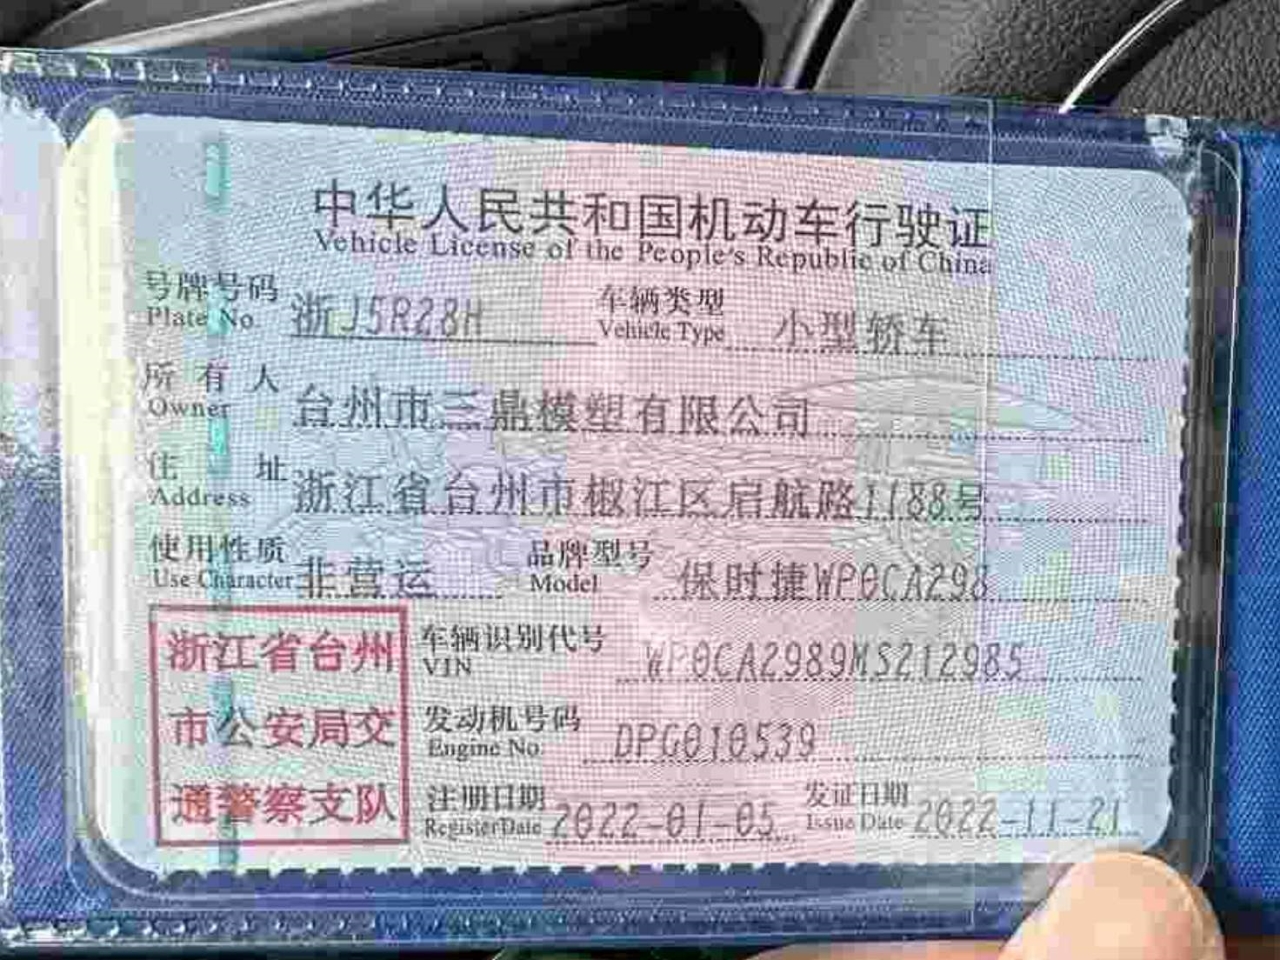 中华人民共和国机动车行驶证
Vehicle License of the People's Republic of China
号牌号码 浙J5R28H 车辆类型 小型轿车
Plate No. Vehicle Type
所有人 台州市三鼎模塑有限公司
Owner
住址 浙江省台州市椒江区启航路1188号
Address
使用性质 非营运 品牌型号 保时捷WP0CA298
Use Character Model
浙江省台州
市公安局交
通警察支队
车辆识别代号 WP0CA2989MS212985
VIN
发动机号码 DPG010539
Engine No.
注册日期 2022-01-05 发证日期 2022-11-21
Register Date Issue Date